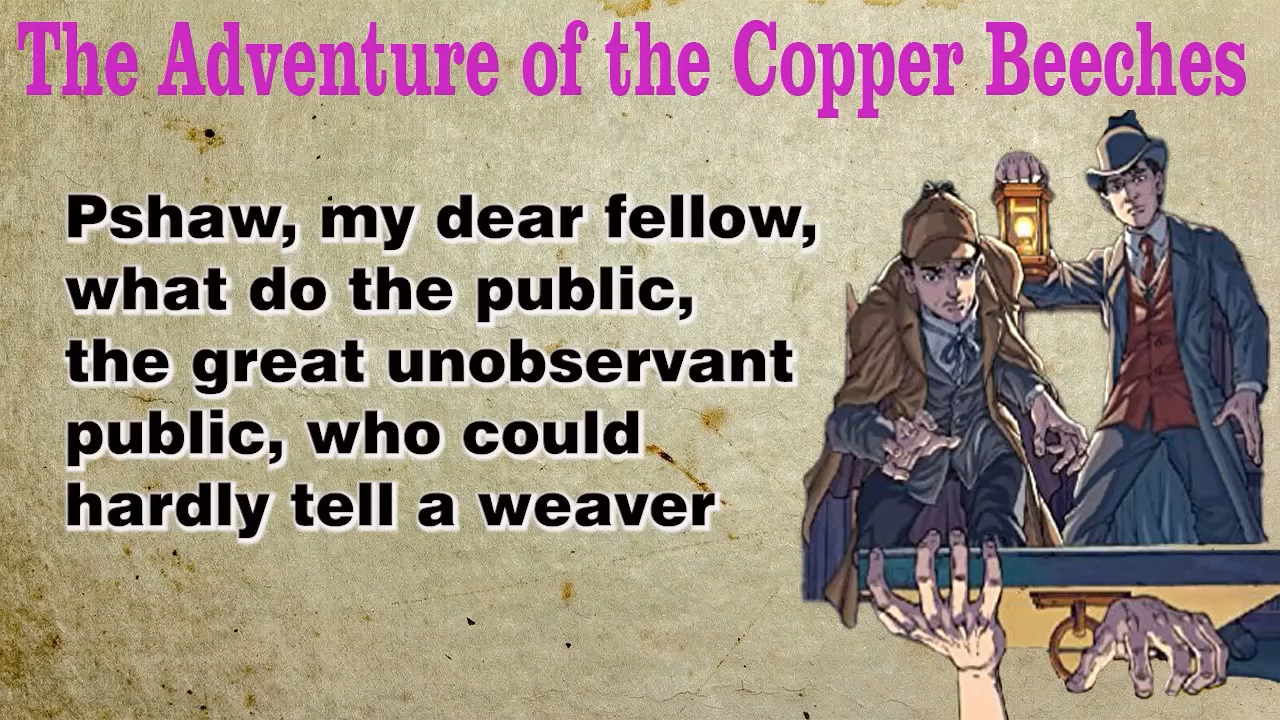 The Adventure of the Copper Beeches
Pshaw, my dear fellow,
what do the public,
the great unobservant
public, who could
hardly tell a weaver